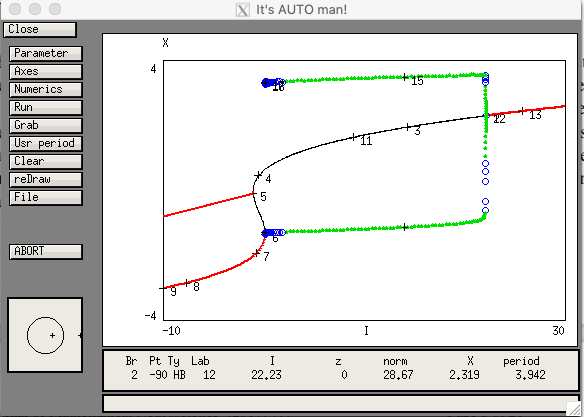 It's AUTO man!
Close
Parameter
Axes
Numerics
Run
Grab
Usr period
Clear
reDraw
File
ABORT
X
4
15
12 13
11 3
4
5
6
7
9 8
-4
-10 I 30
Br Pt Ty Lab I z norm X period
2 -90 HB 12 22.23 0 28.67 2.319 3.942